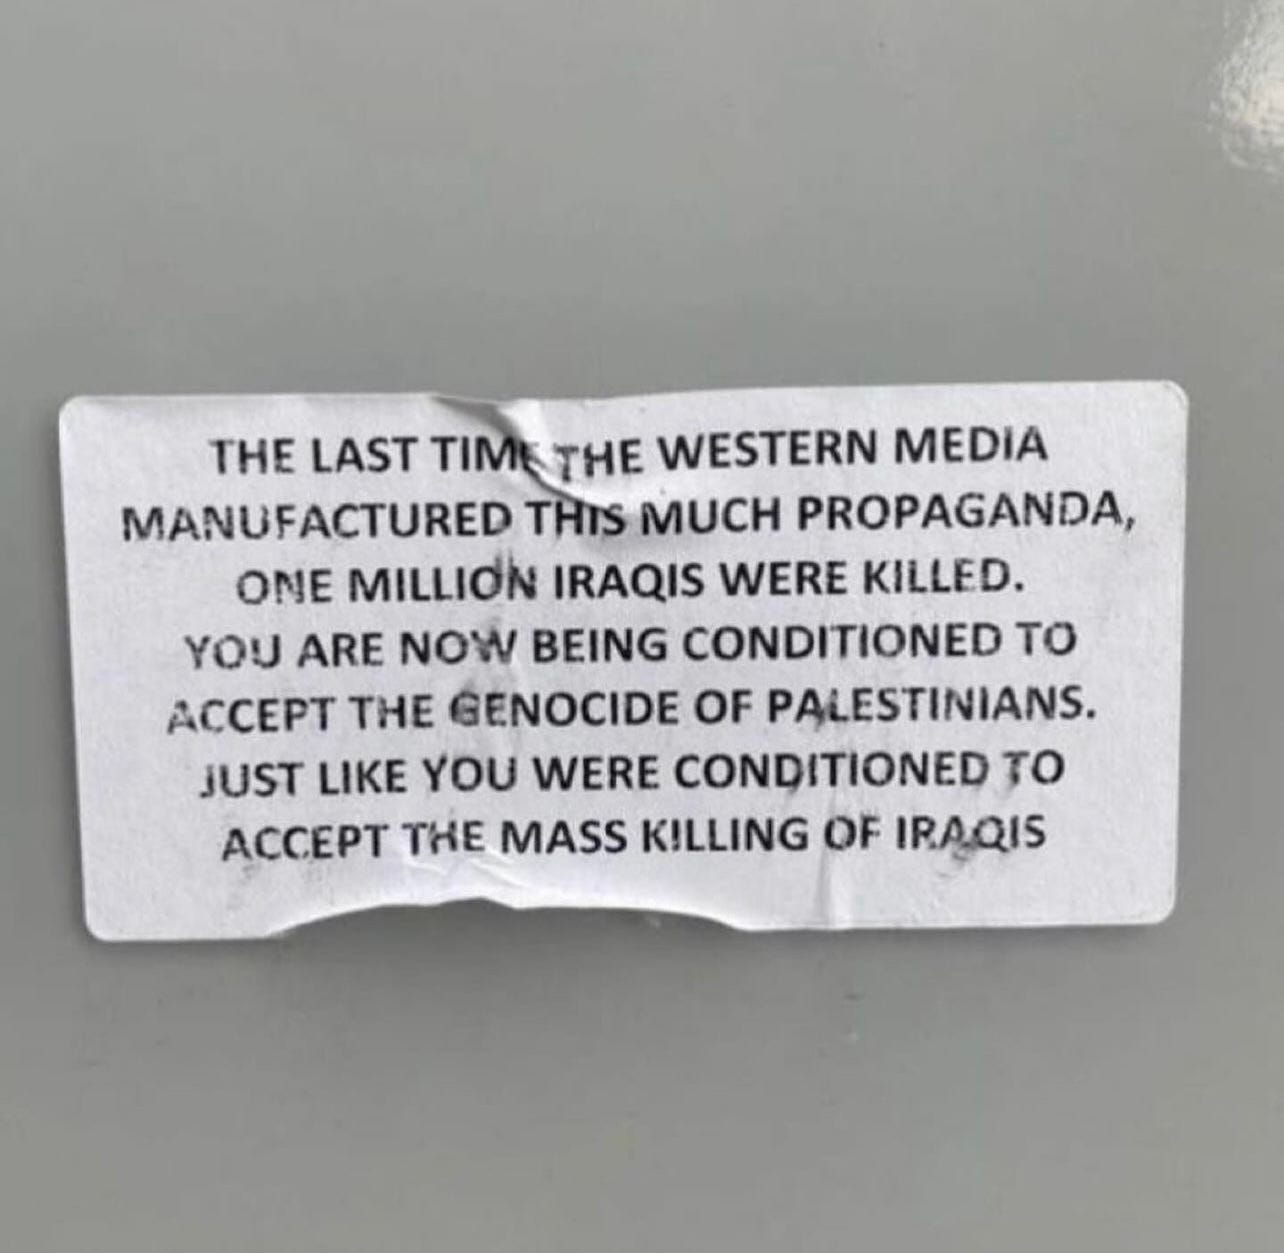 THE LAST TIME THE WESTERN MEDIA
MANUFACTURED THIS MUCH PROPAGANDA,
ONE MILLION IRAQIS WERE KILLED.
YOU ARE NOW BEING CONDITIONED TO
ACCEPT THE GENOCIDE OF PALESTINIANS.
JUST LIKE YOU WERE CONDITIONED TO
ACCEPT THE MASS KILLING OF IRAQIS